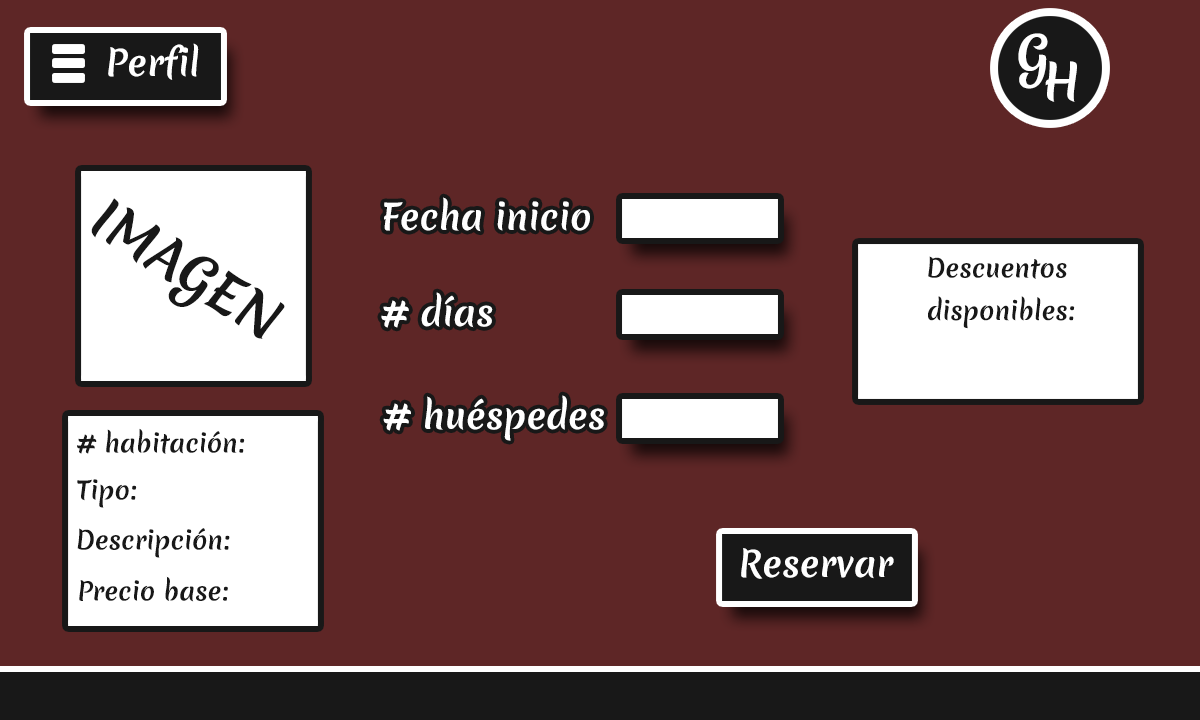 Perfil
GH
IMAGEN
Fecha inicio
# días
# huéspedes
Descuentos
disponibles:
# habitación:
Tipo:
Descripción:
Precio base:
Reservar